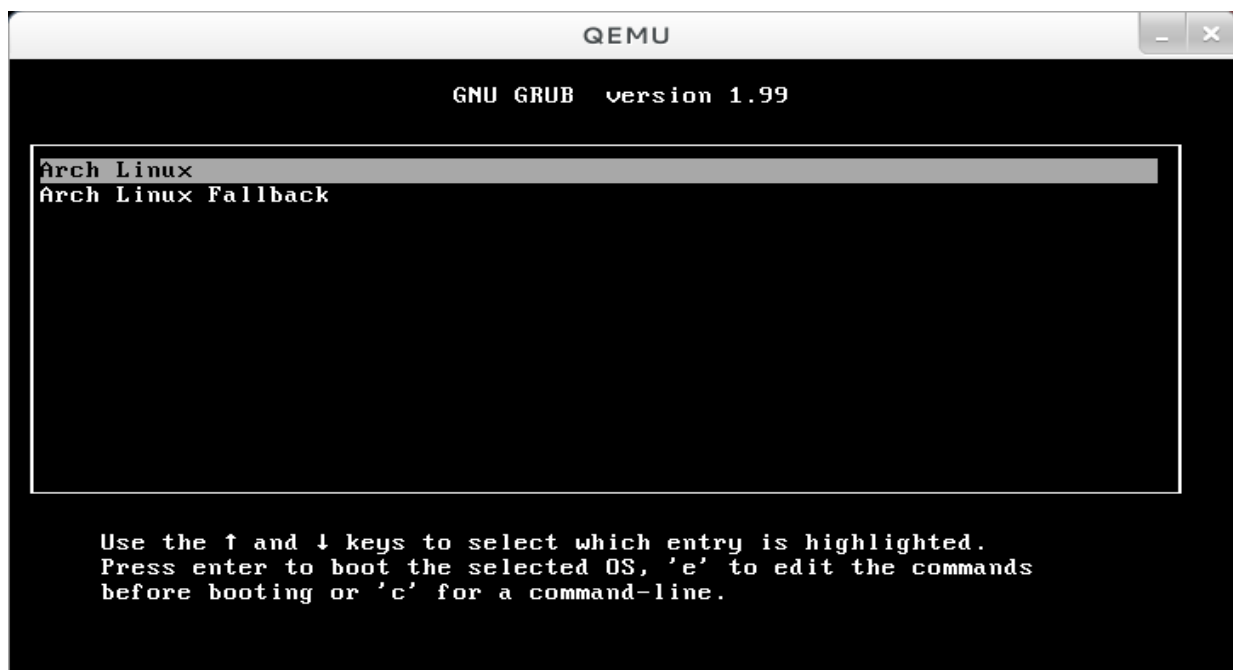 QEMU
GNU GRUB  version 1.99
Arch Linux
Arch Linux Fallback
Use the ↑ and ↓ keys to select which entry is highlighted.
Press enter to boot the selected OS, 'e' to edit the commands
before booting or 'c' for a command-line.